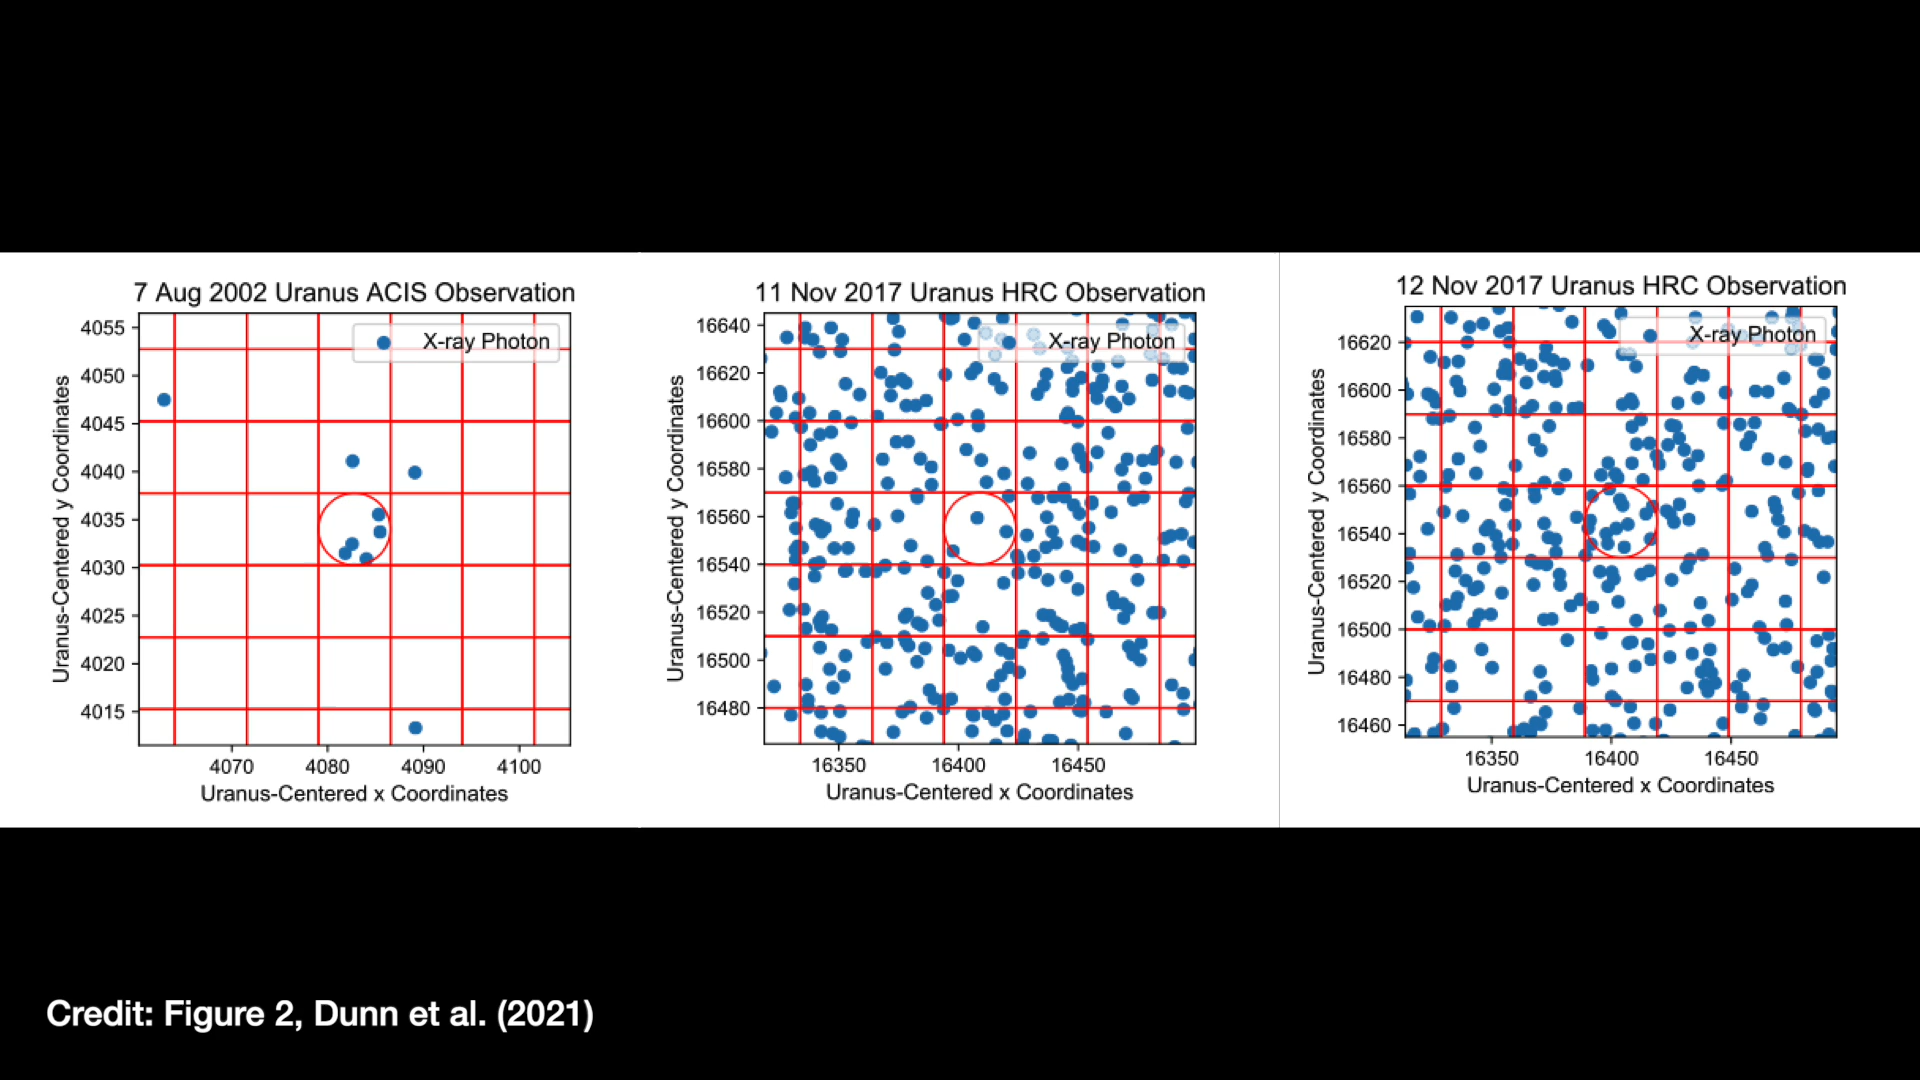 7 Aug 2002 Uranus ACIS Observation
X-ray Photon
Uranus-Centered y Coordinates
4055
4050
4045
4040
4035
4030
4025
4020
4015
4070 4080 4090 4100
Uranus-Centered x Coordinates
11 Nov 2017 Uranus HRC Observation
X-ray Photon
Uranus-Centered y Coordinates
16640
16620
16600
16580
16560
16540
16520
16500
16480
16350 16400 16450
Uranus-Centered x Coordinates
12 Nov 2017 Uranus HRC Observation
X-ray Photon
Uranus-Centered y Coordinates
16620
16600
16580
16560
16540
16520
16500
16480
16460
16350 16400 16450
Uranus-Centered x Coordinates
Credit: Figure 2, Dunn et al. (2021)